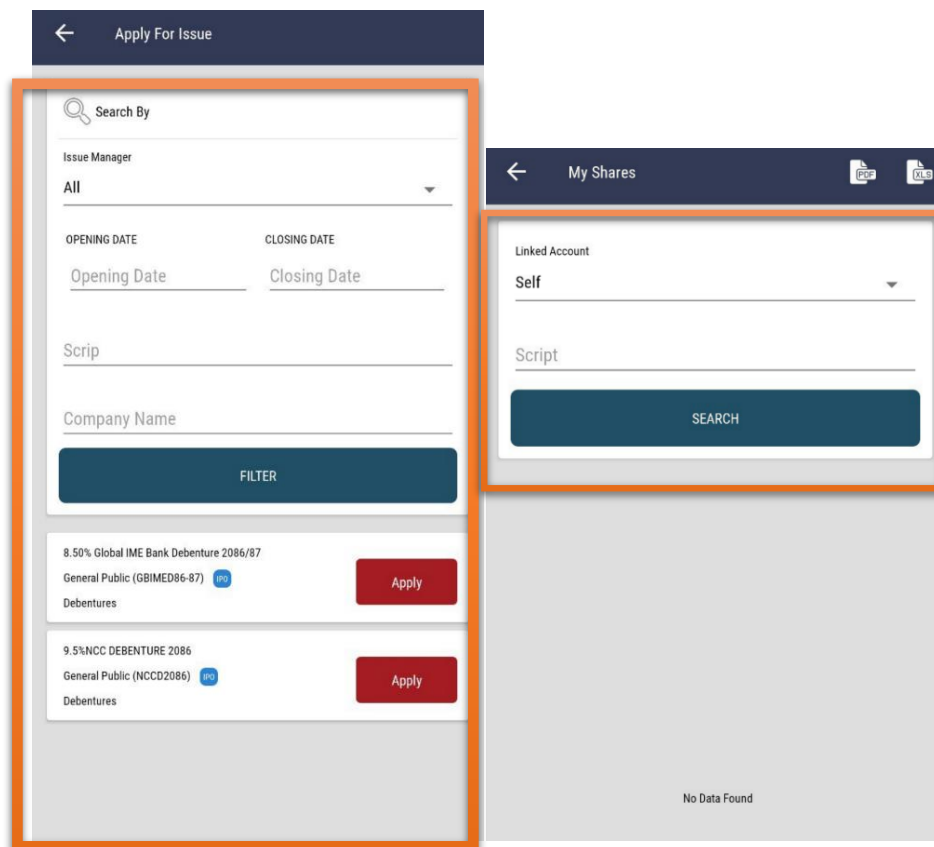 Apply For Issue
Search By
Issue Manager
All
OPENING DATE CLOSING DATE
Opening Date Closing Date
Scrip
Company Name
FILTER
8.50% Global IME Bank Debenture 2086/87
General Public (GBIMED86-87) IPO
Debentures
Apply
9.5%NCC DEBENTURE 2086
General Public (NCCD2086) IPO
Debentures
Apply
My Shares PDF XLS
Linked Account
Self
Script
SEARCH
No Data Found